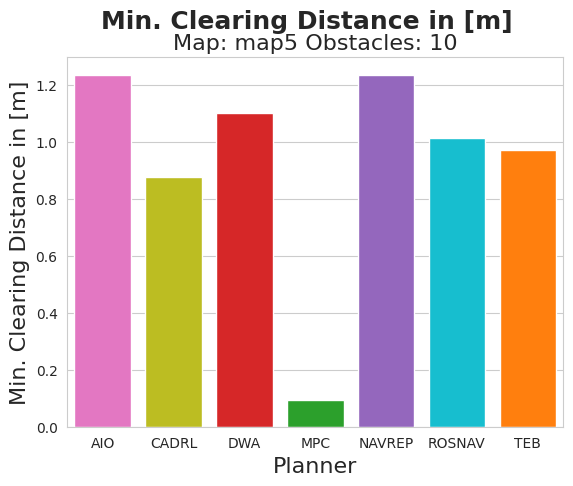 Min. Clearing Distance in [m]
Map: map5 Obstacles: 10
Min. Clearing Distance in [m]
1.2
1.0
0.8
0.6
0.4
0.2
0.0
AIO CADRL DWA MPC NAVREP ROSNAV TEB
Planner